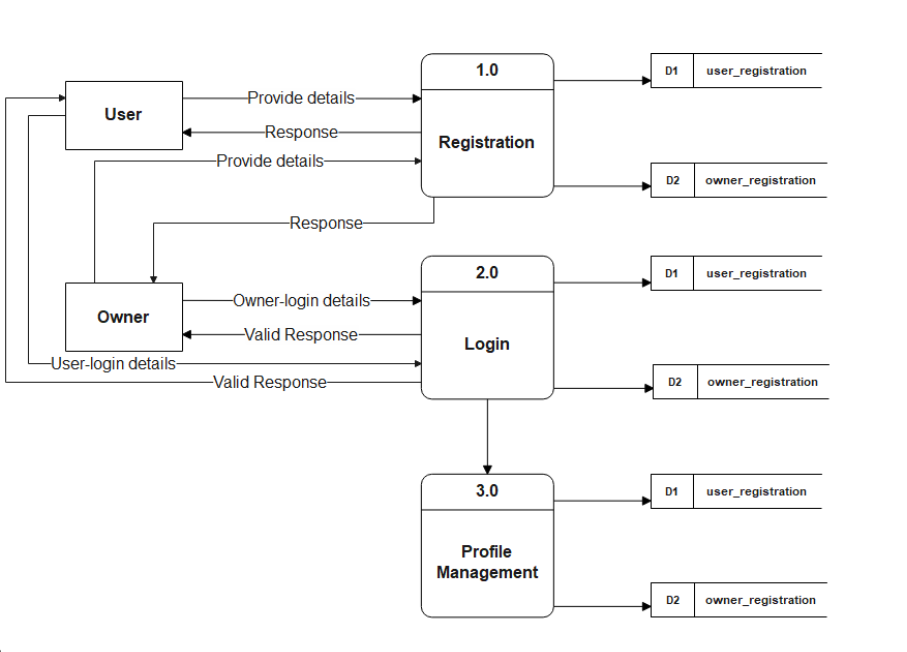 1.0
D1 user_registration
User
Provide details
Response
Registration
Provide details
D2 owner_registration
Response
2.0
D1 user_registration
Owner
Owner-login details
Valid Response
Login
User-login details
Valid Response
D2 owner_registration
3.0
D1 user_registration
Profile
Management
D2 owner_registration